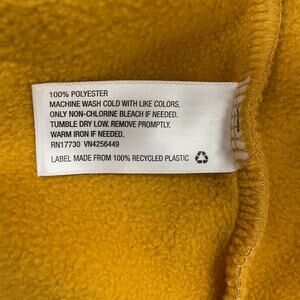 100% POLYESTER
MACHINE WASH COLD WITH LIKE COLORS.
ONLY NON-CHLORINE BLEACH IF NEEDED.
TUMBLE DRY LOW. REMOVE PROMPTLY.
WARM IRON IF NEEDED.
RN17730 VN4256449
LABEL MADE FROM 100% RECYCLED PLASTIC